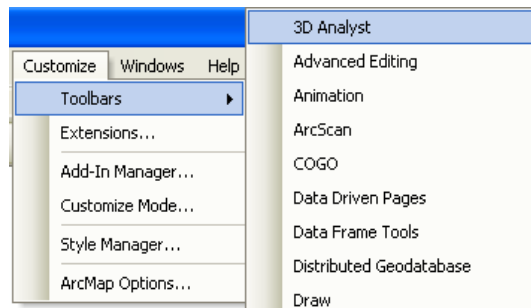 Customize Windows Help
Toolbars
Extensions...
Add-In Manager...
Customize Mode...
Style Manager...
ArcMap Options...
3D Analyst
Advanced Editing
Animation
ArcScan
COGO
Data Driven Pages
Data Frame Tools
Distributed Geodatabase
Draw